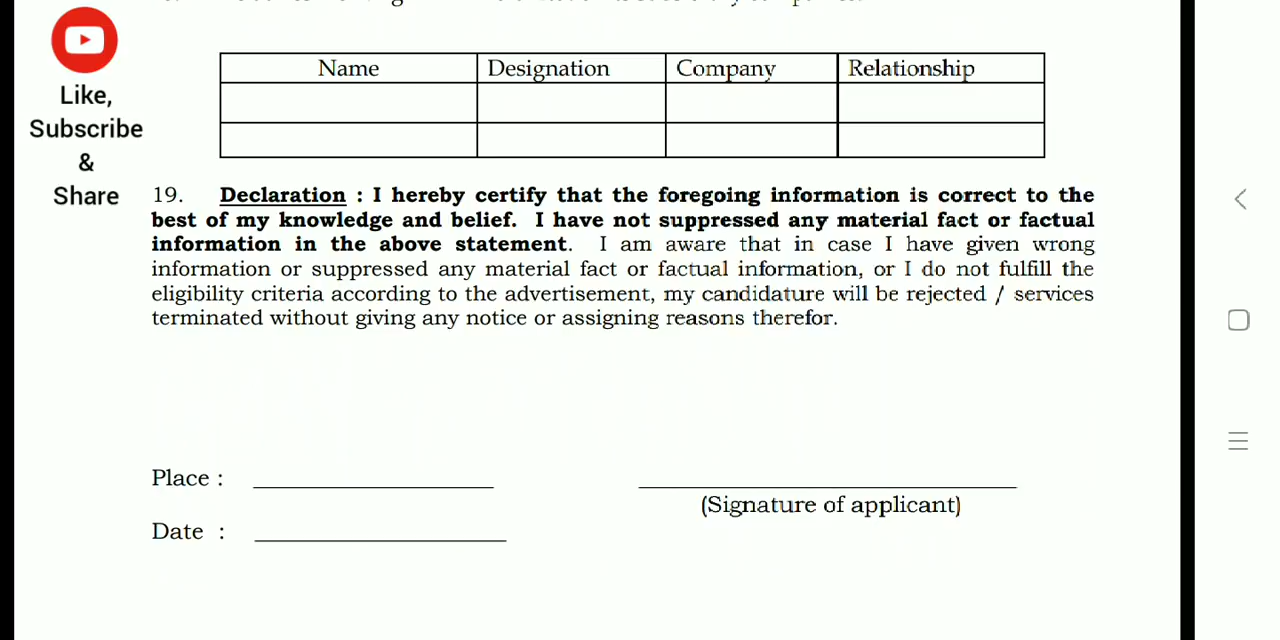 Like,
Subscribe
&
Share
Name Designation Company Relationship
19. Declaration : I hereby certify that the foregoing information is correct to the
best of my knowledge and belief. I have not suppressed any material fact or factual
information in the above statement. I am aware that in case I have given wrong
information or suppressed any material fact or factual information, or I do not fulfill the
eligibility criteria according to the advertisement, my candidature will be rejected / services
terminated without giving any notice or assigning reasons therefor.
Place :
(Signature of applicant)
Date :